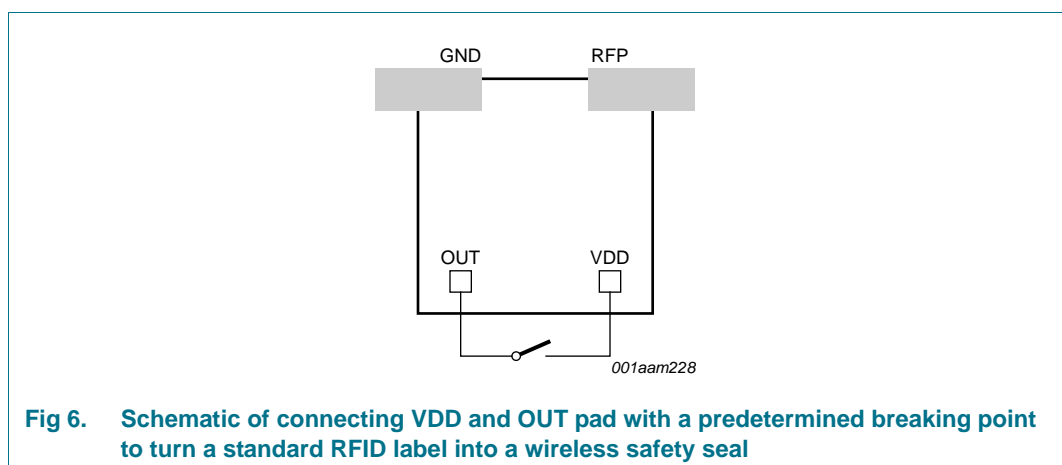 GND RFP
OUT VDD
001aam228
Fig 6. Schematic of connecting VDD and OUT pad with a predetermined breaking point
to turn a standard RFID label into a wireless safety seal